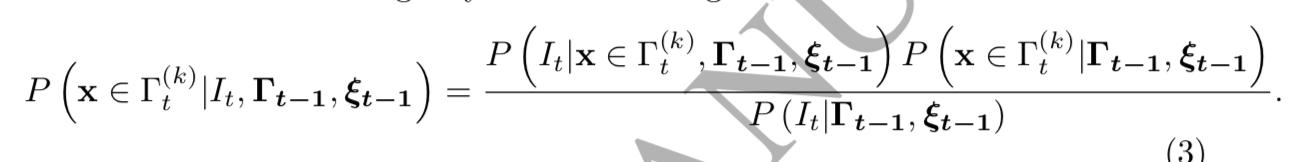 P(𝐱 ∈ Γ_t^{(k)} | I_t, 𝚪_{t−1}, 𝛏_{t−1}) = \frac{P(I_t | 𝐱 ∈ Γ_t^{(k)}, 𝚪_{t−1}, 𝛏_{t−1}) P(𝐱 ∈ Γ_t^{(k)} | 𝚪_{t−1}, 𝛏_{t−1})}{P(I_t | 𝚪_{t−1}, 𝛏_{t−1})}.
(3)